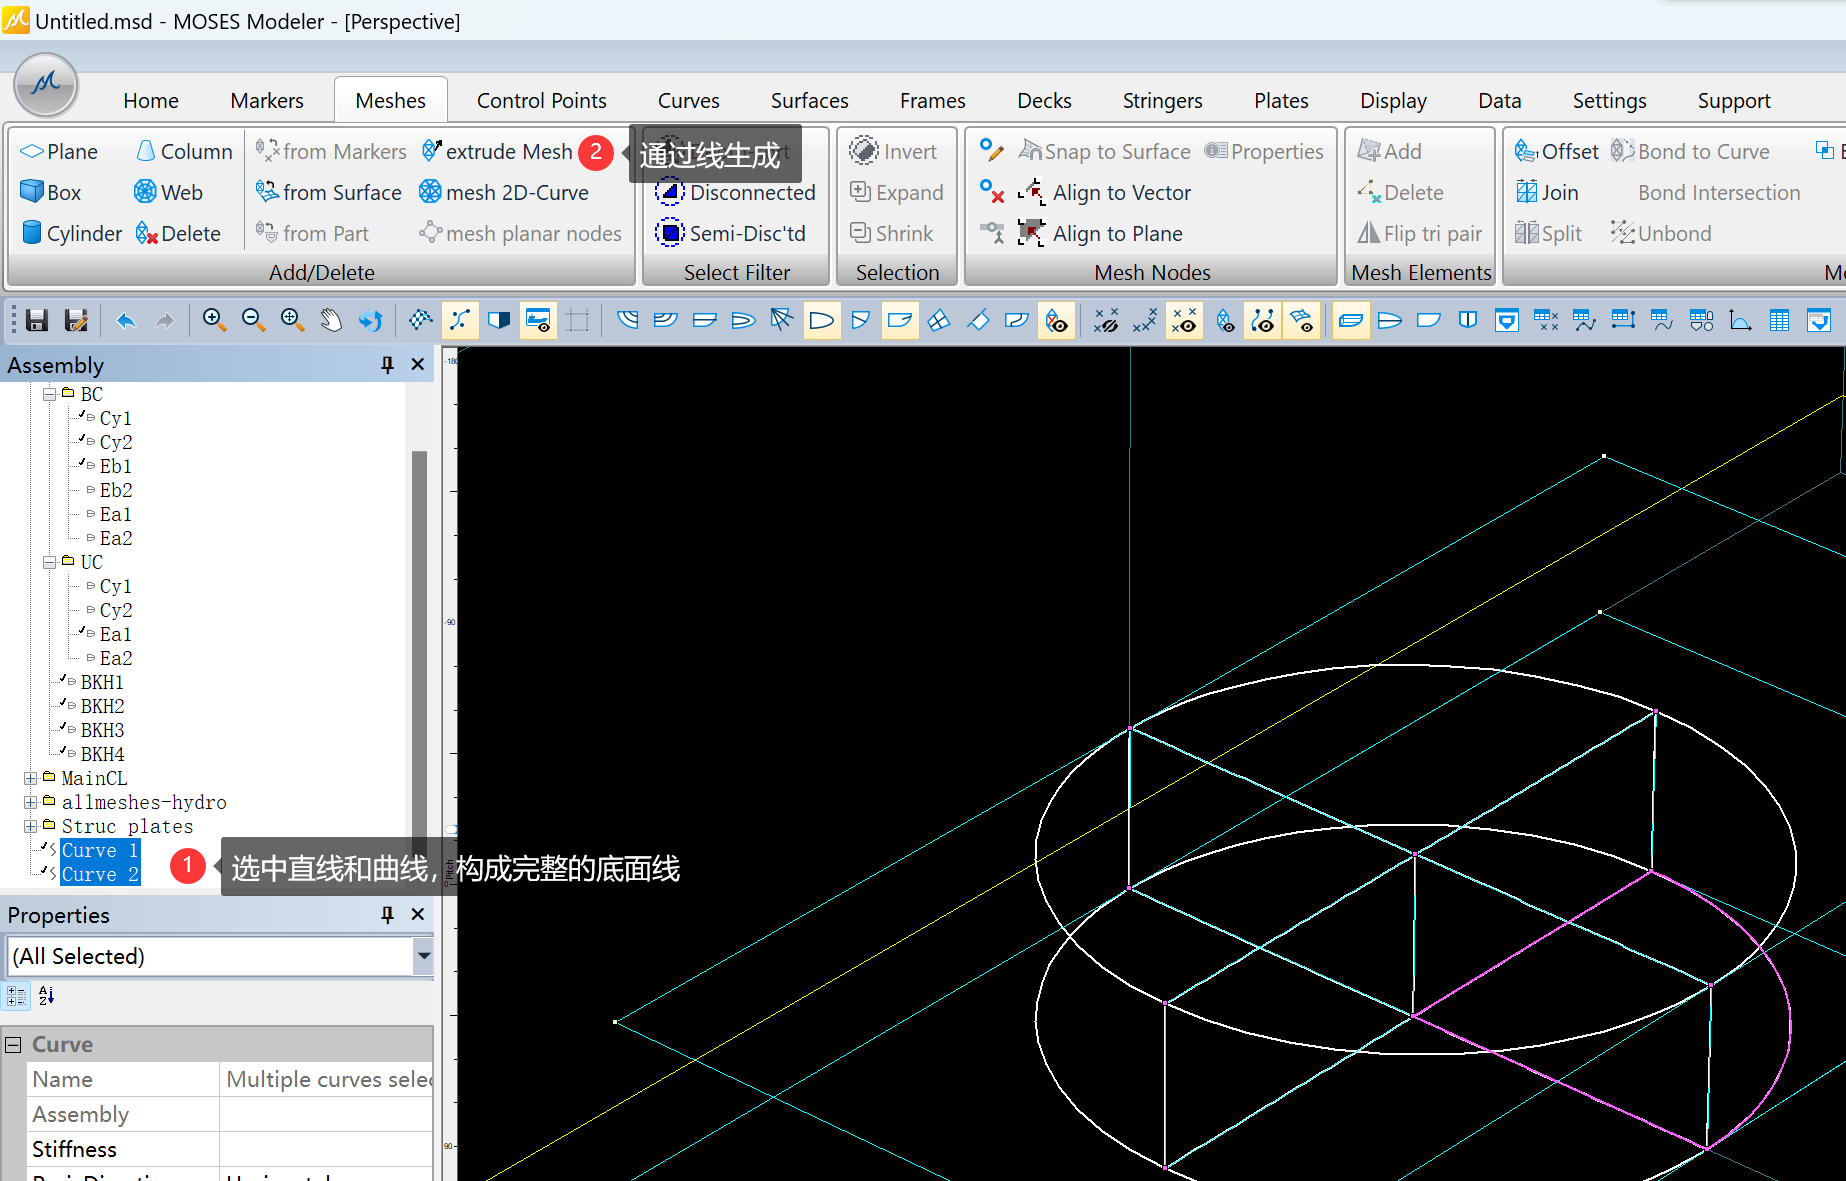 Untitled.msd - MOSES Modeler - [Perspective]
Home Markers Meshes Control Points Curves Surfaces Frames Decks Stringers Plates Display Data Settings Support
Plane Column from Markers extrude Mesh 2 通过线生成 Invert Snap to Surface Properties Add Offset Bond to Curve
Box Web from Surface mesh 2D-Curve Disconnected Expand Align to Vector Delete Join Bond Intersection
Cylinder Delete from Part mesh planar nodes Semi-Disc'td Shrink Align to Plane Flip tri pair Split Unbond
Add/Delete Select Filter Selection Mesh Nodes Mesh Elements
Assembly
BC
Cy1
Cy2
Eb1
Eb2
Ea1
Ea2
UC
Cy1
Cy2
Ea1
Ea2
BKH1
BKH2
BKH3
BKH4
MainCL
allmeshes-hydro
Struc plates
Curve 1
Curve 2
1 选中直线和曲线，构成完整的底面线
Properties
(All Selected)
Curve
Name Multiple curves selec
Assembly
Stiffness
-180
-90
Pitch
0
90